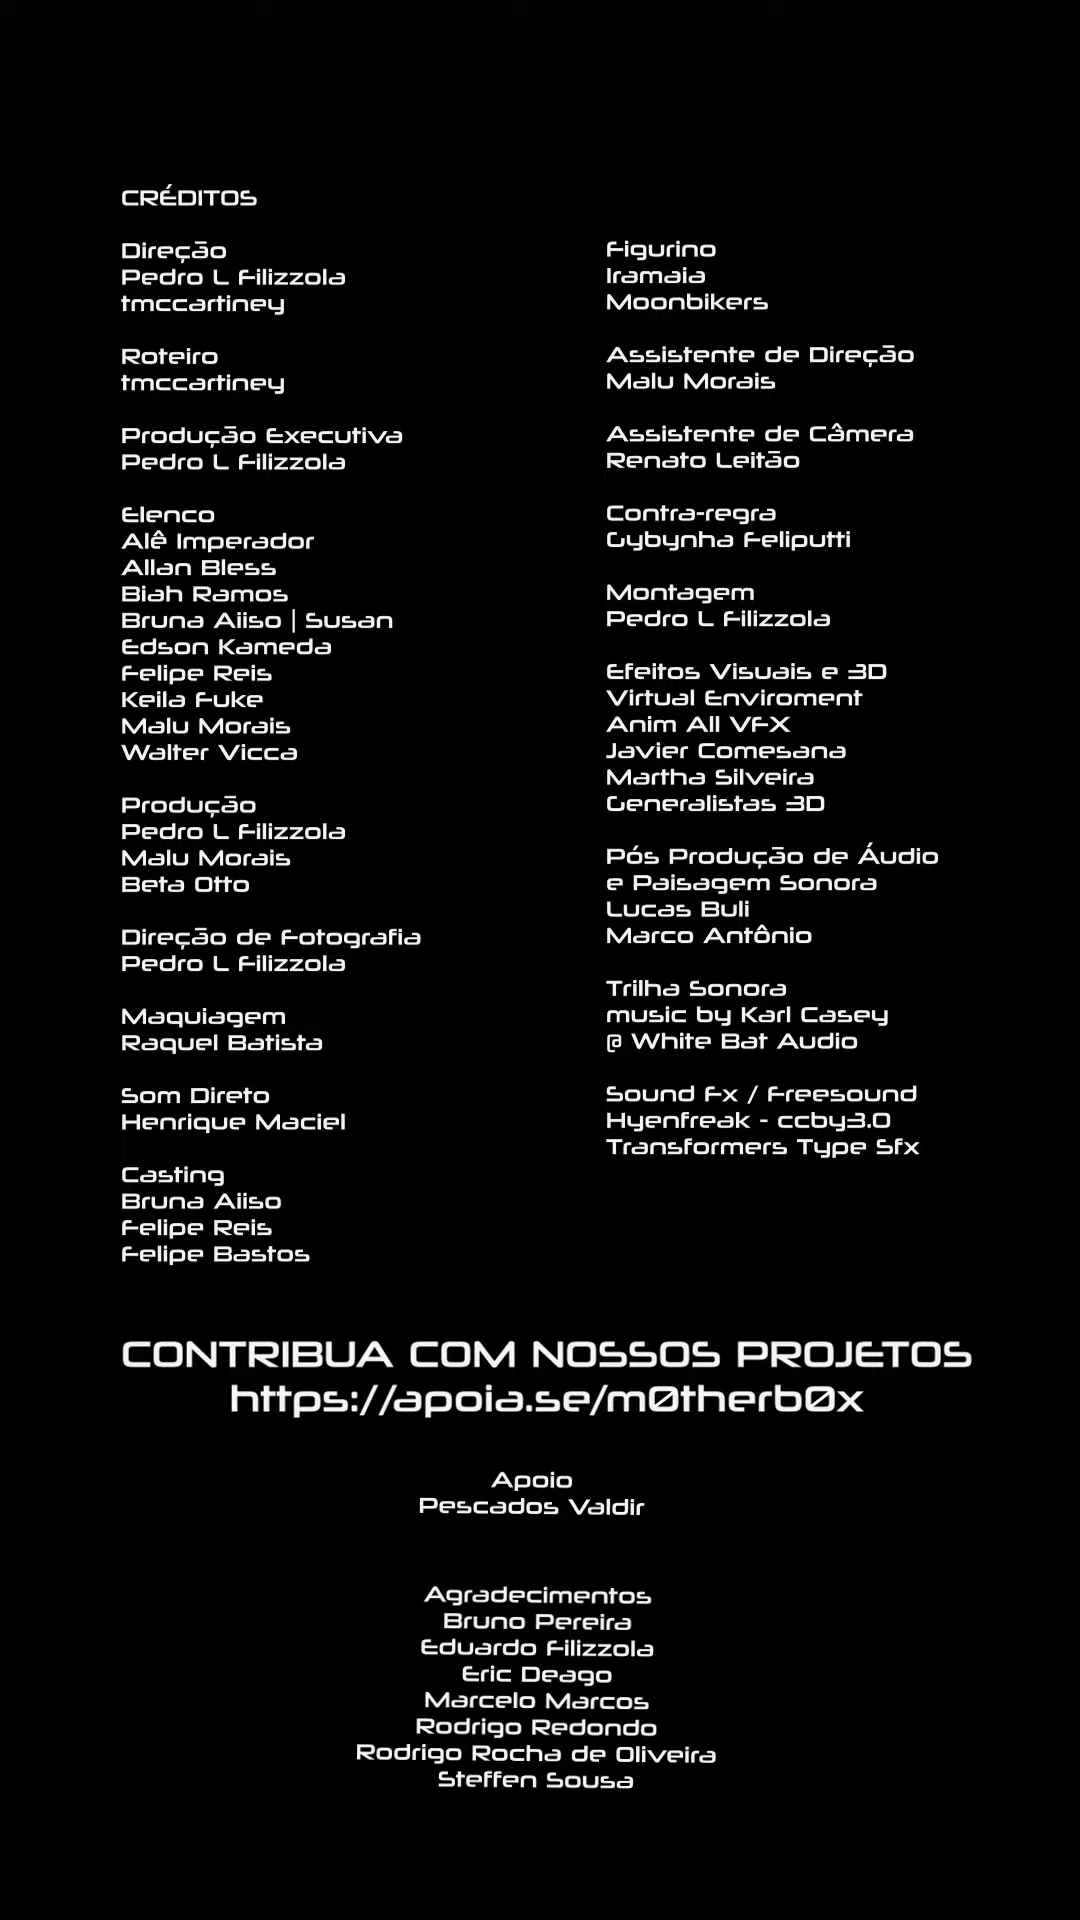 CRÉDITOS
Direção
Pedro L Filizzola
tmccartiney
Roteiro
tmccartiney
Produção Executiva
Pedro L Filizzola
Elenco
Alê Imperador
Allan Bless
Biah Ramos
Bruna Aiiso | Susan
Edson Kameda
Felipe Reis
Keila Fuke
Malu Morais
Walter Vicca
Produção
Pedro L Filizzola
Malu Morais
Beta Otto
Direção de Fotografia
Pedro L Filizzola
Maquiagem
Raquel Batista
Som Direto
Henrique Maciel
Casting
Bruna Aiiso
Felipe Reis
Felipe Bastos
Figurino
Iramaia
Moonbikers
Assistente de Direção
Malu Morais
Assistente de Câmera
Renato Leitão
Contra-regra
Gybynha Feliputti
Montagem
Pedro L Filizzola
Efeitos Visuais e 3D
Virtual Enviroment
Anim All VFX
Javier Comesana
Martha Silveira
Generalistas 3D
Pós Produção de Áudio
e Paisagem Sonora
Lucas Buli
Marco Antônio
Trilha Sonora
music by Karl Casey
@ White Bat Audio
Sound Fx / Freesound
Hyenfreak - ccby3.0
Transformers Type Sfx
CONTRIBUA COM NOSSOS PROJETOS
https://apoia.se/m0therb0x
Apoio
Pescados Valdir
Agradecimentos
Bruno Pereira
Eduardo Filizzola
Eric Deago
Marcelo Marcos
Rodrigo Redondo
Rodrigo Rocha de Oliveira
Steffen Sousa